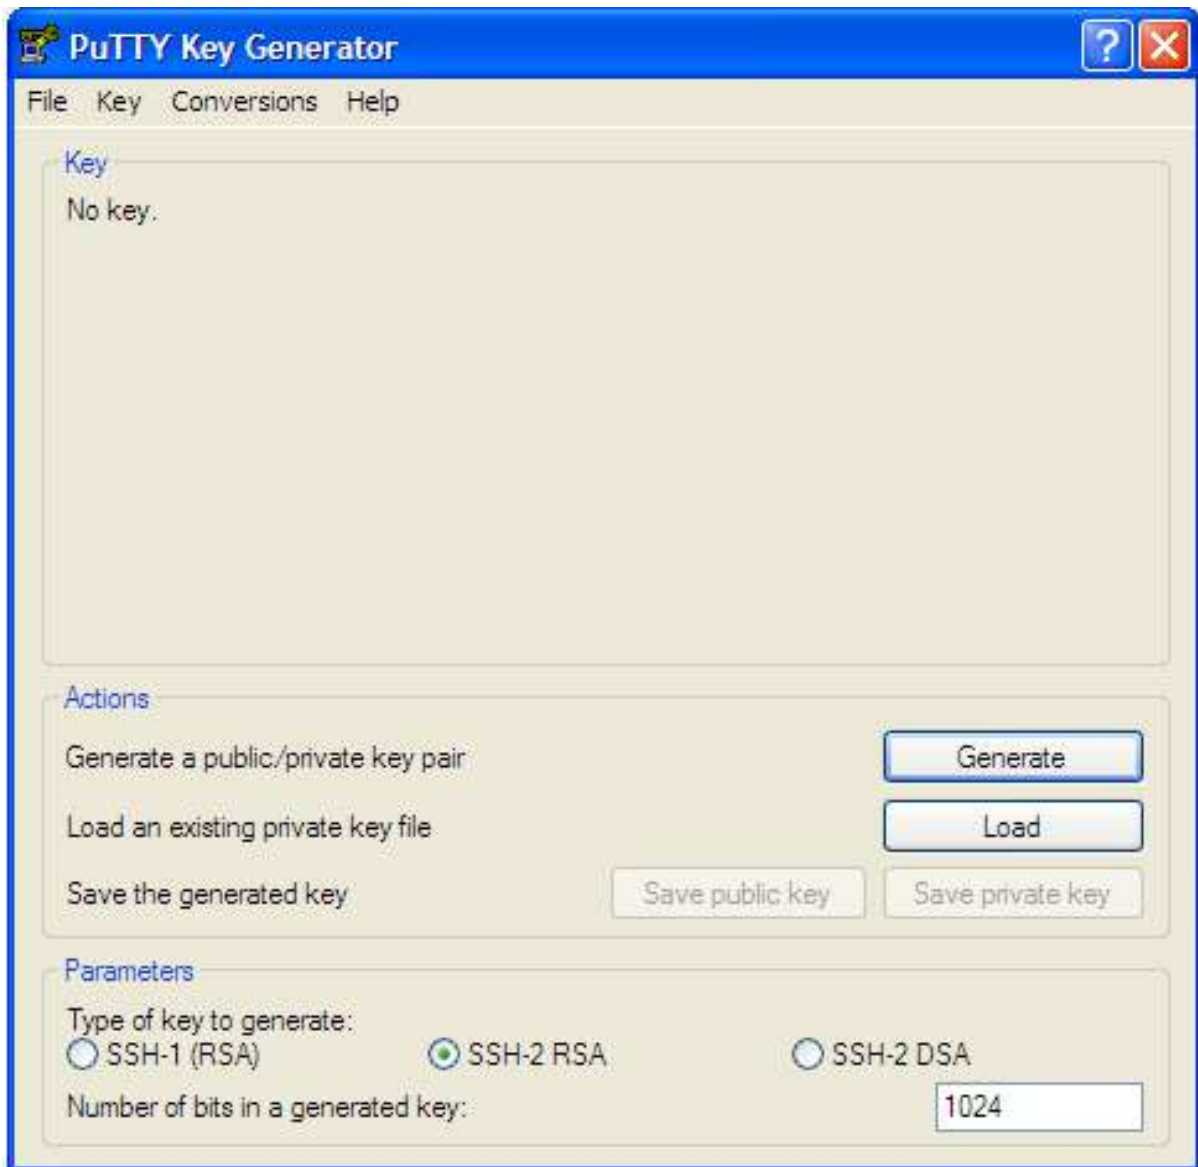 PuTTY Key Generator
File Key Conversions Help
Key
No key.
Actions
Generate a public/private key pair Generate
Load an existing private key file Load
Save the generated key Save public key Save private key
Parameters
Type of key to generate:
SSH-1 (RSA) SSH-2 RSA SSH-2 DSA
Number of bits in a generated key: 1024